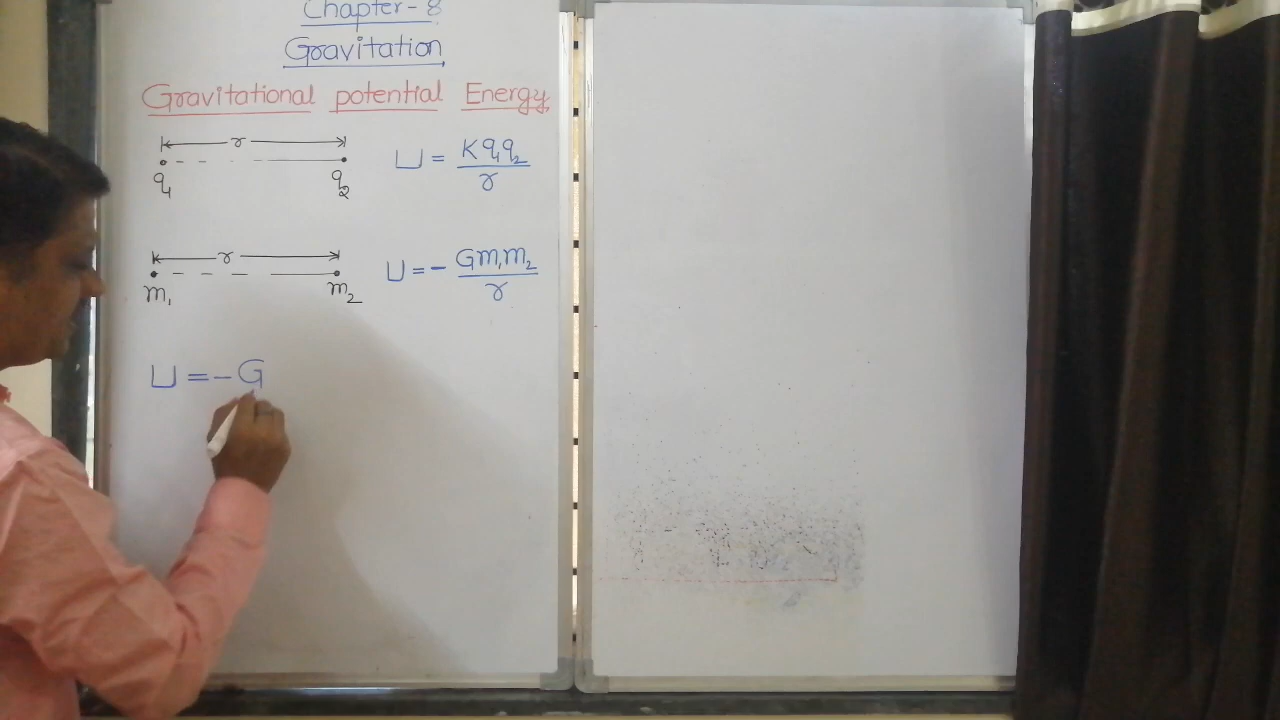 Chapter-8
Gravitation
Gravitational potential Energy
r
q1 q2
U = Kq1q2/r
r
m1 m2
U = - Gm1m2/r
U = - G